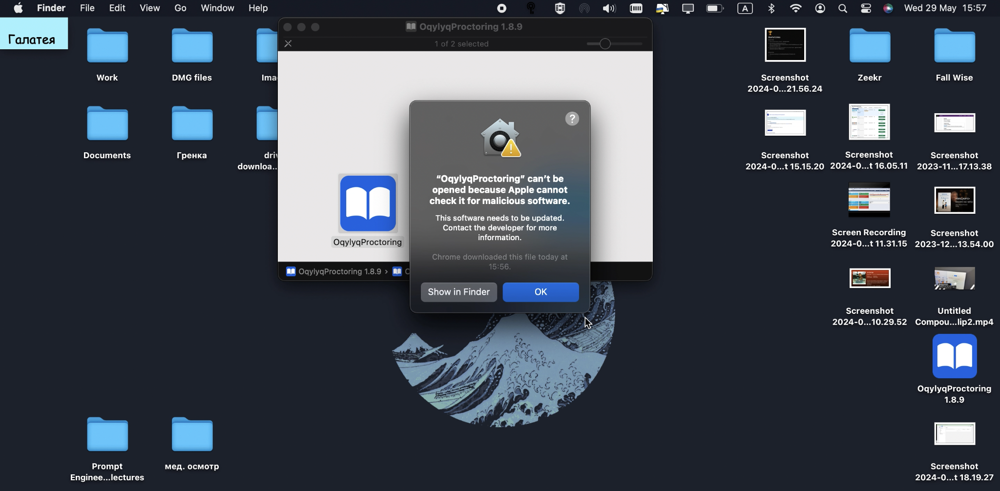 Finder File Edit View Go Window Help
A
Wed 29 May 15:57
Галатея
Work
DMG files
Ima
Documents
Гренка
driv
downloa...
OqylyqProctoring 1.8.9
1 of 2 selected
OqylyqProctoring
OqylyqProctoring 1.8.9 ›
?
“OqylyqProctoring” can’t be
opened because Apple cannot
check it for malicious software.
This software needs to be updated.
Contact the developer for more
information.
Chrome downloaded this file today at
15:56.
Show in Finder
OK
Screenshot
2024-0...21.56.24
Zeekr
Fall Wise
Screenshot
2024-0...t 15.15.20
Screenshot
2024-0...t 16.05.11
Screenshot
2023-11...17.13.38
Screen Recording
2024-0...t 11.31.15
Screenshot
2023-12...13.54.00
Screenshot
2024-0...10.29.52
Untitled
Compou...lip2.mp4
OqylyqProctoring
1.8.9
Screenshot
2024-0...t 18.19.27
Prompt
Enginee...lectures
мед. осмотр